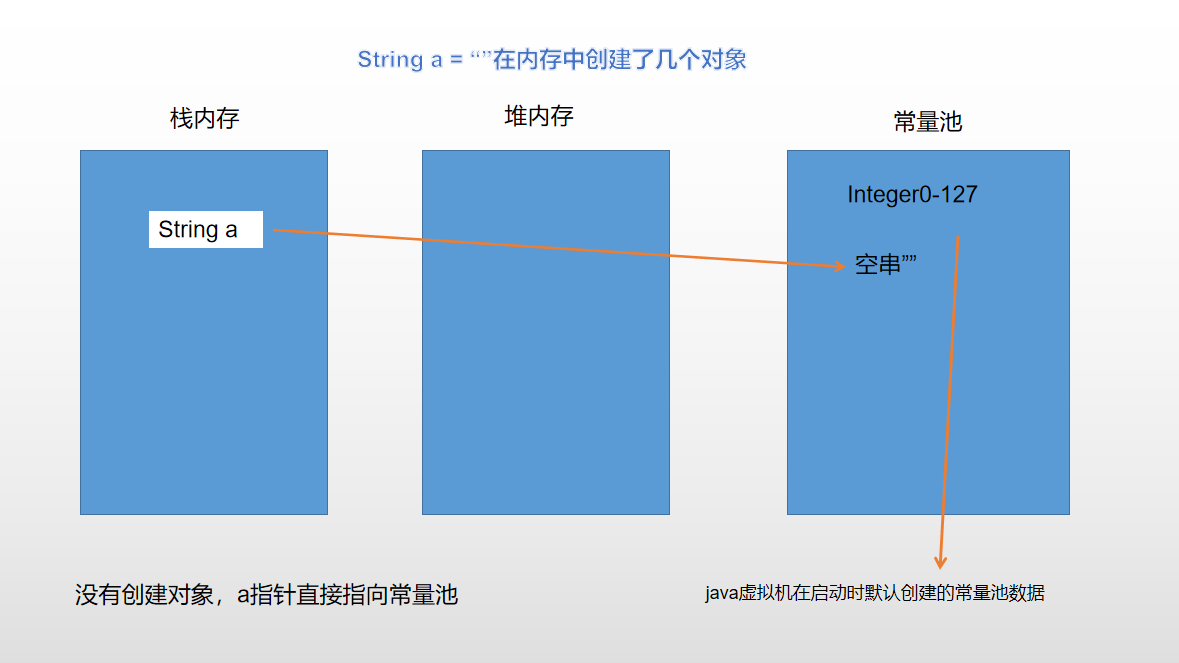 String a = “”在内存中创建了几个对象
栈内存
堆内存
常量池
Integer0-127
String a
空串””
没有创建对象，a指针直接指向常量池
java虚拟机在启动时默认创建的常量池数据